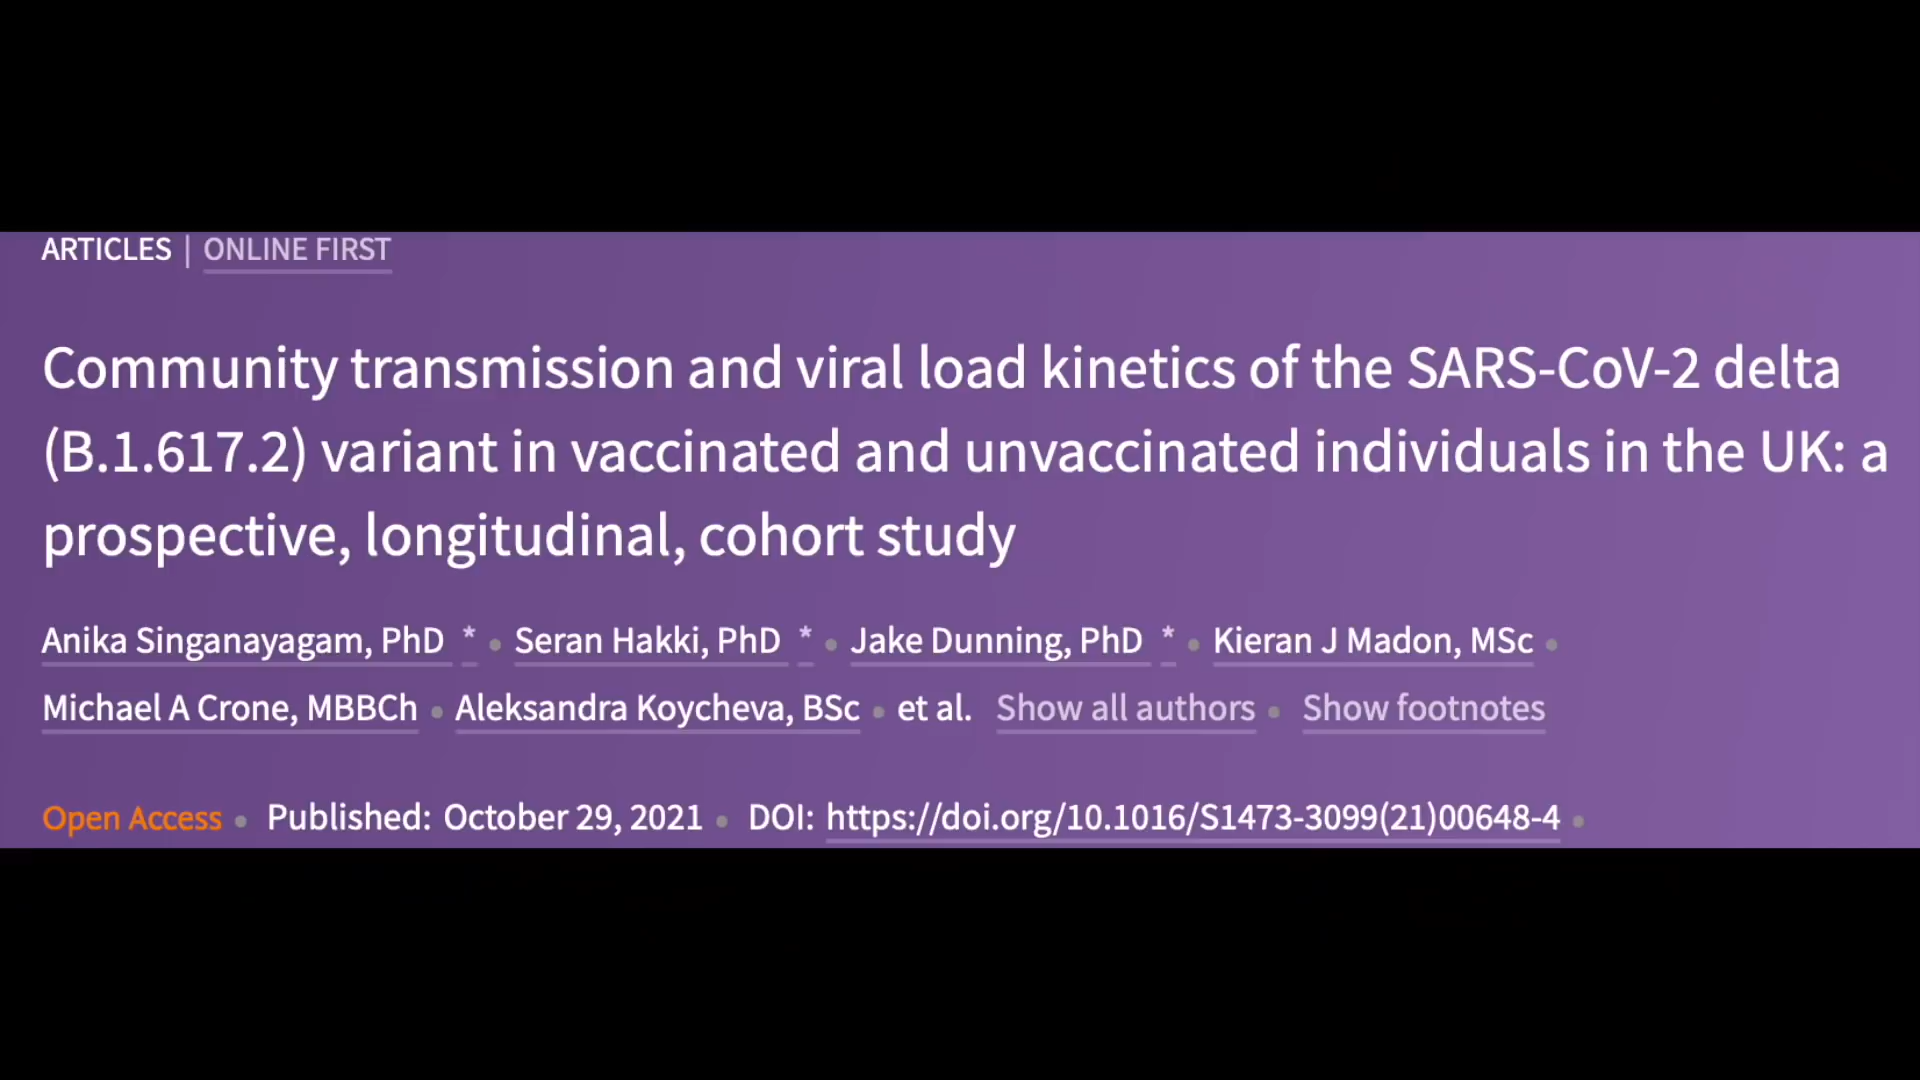 ARTICLES | ONLINE FIRST
Community transmission and viral load kinetics of the SARS-CoV-2 delta
(B.1.617.2) variant in vaccinated and unvaccinated individuals in the UK: a
prospective, longitudinal, cohort study
Anika Singanayagam, PhD * • Seran Hakki, PhD * • Jake Dunning, PhD * • Kieran J Madon, MSc •
Michael A Crone, MBBCh • Aleksandra Koycheva, BSc • et al. Show all authors • Show footnotes
Open Access • Published: October 29, 2021 • DOI: https://doi.org/10.1016/S1473-3099(21)00648-4 •